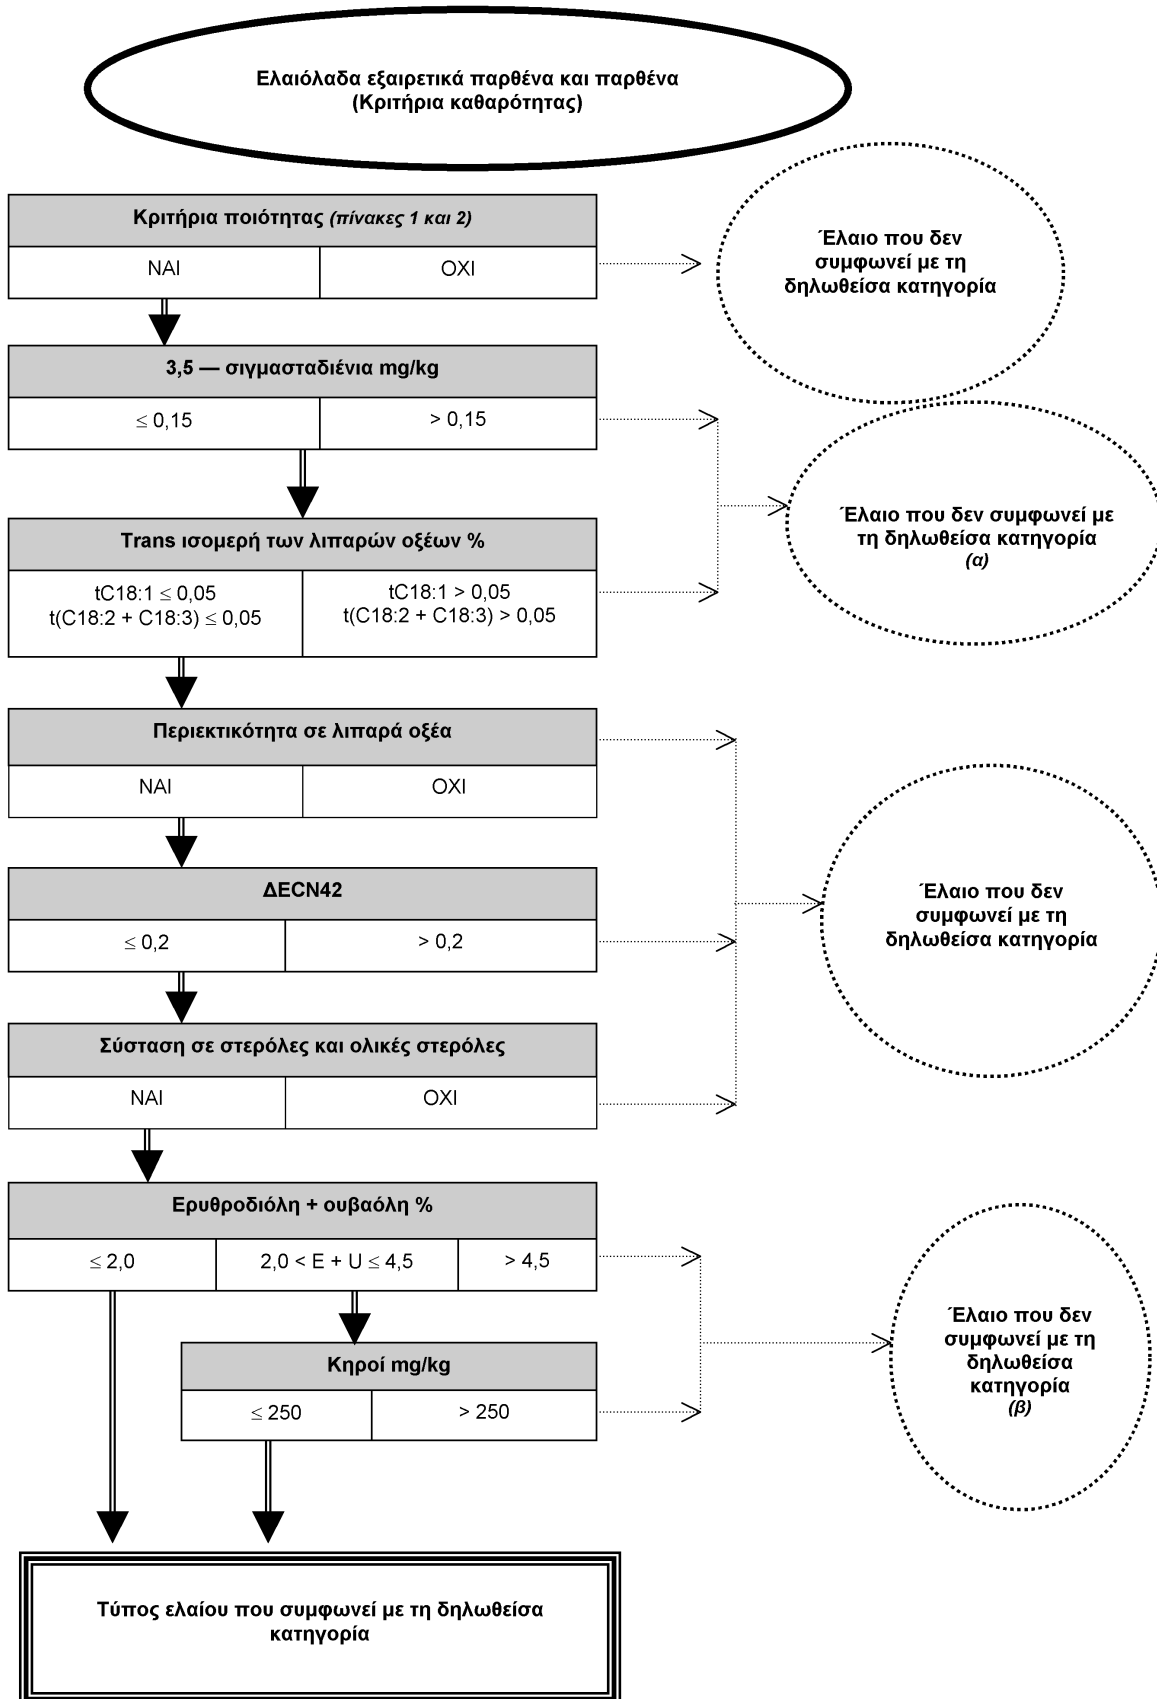 Ελαιόλαδα εξαιρετικά παρθένα και παρθένα
(Κριτήρια καθαρότητας)
Κριτήρια ποιότητας (πίνακες 1 και 2)
ΝΑΙ
ΟΧΙ
Έλαιο που δεν
συμφωνεί με τη
δηλωθείσα κατηγορία
3,5 — σιγμασταδιένια mg/kg
≤ 0,15
> 0,15
Έλαιο που δεν συμφωνεί με
τη δηλωθείσα κατηγορία
(α)
Trans ισομερή των λιπαρών οξέων %
tC18:1 ≤ 0,05
t(C18:2 + C18:3) ≤ 0,05
tC18:1 > 0,05
t(C18:2 + C18:3) > 0,05
Περιεκτικότητα σε λιπαρά οξέα
ΝΑΙ
ΟΧΙ
ΔECN42
≤ 0,2
> 0,2
Έλαιο που δεν
συμφωνεί με τη
δηλωθείσα κατηγορία
Σύσταση σε στερόλες και ολικές στερόλες
ΝΑΙ
ΟΧΙ
Ερυθροδιόλη + ουβαόλη %
≤ 2,0
2,0 < E + U ≤ 4,5
> 4,5
Κηροί mg/kg
≤ 250
> 250
Έλαιο που δεν
συμφωνεί με τη
δηλωθείσα
κατηγορία
(β)
Τύπος ελαίου που συμφωνεί με τη δηλωθείσα
κατηγορία